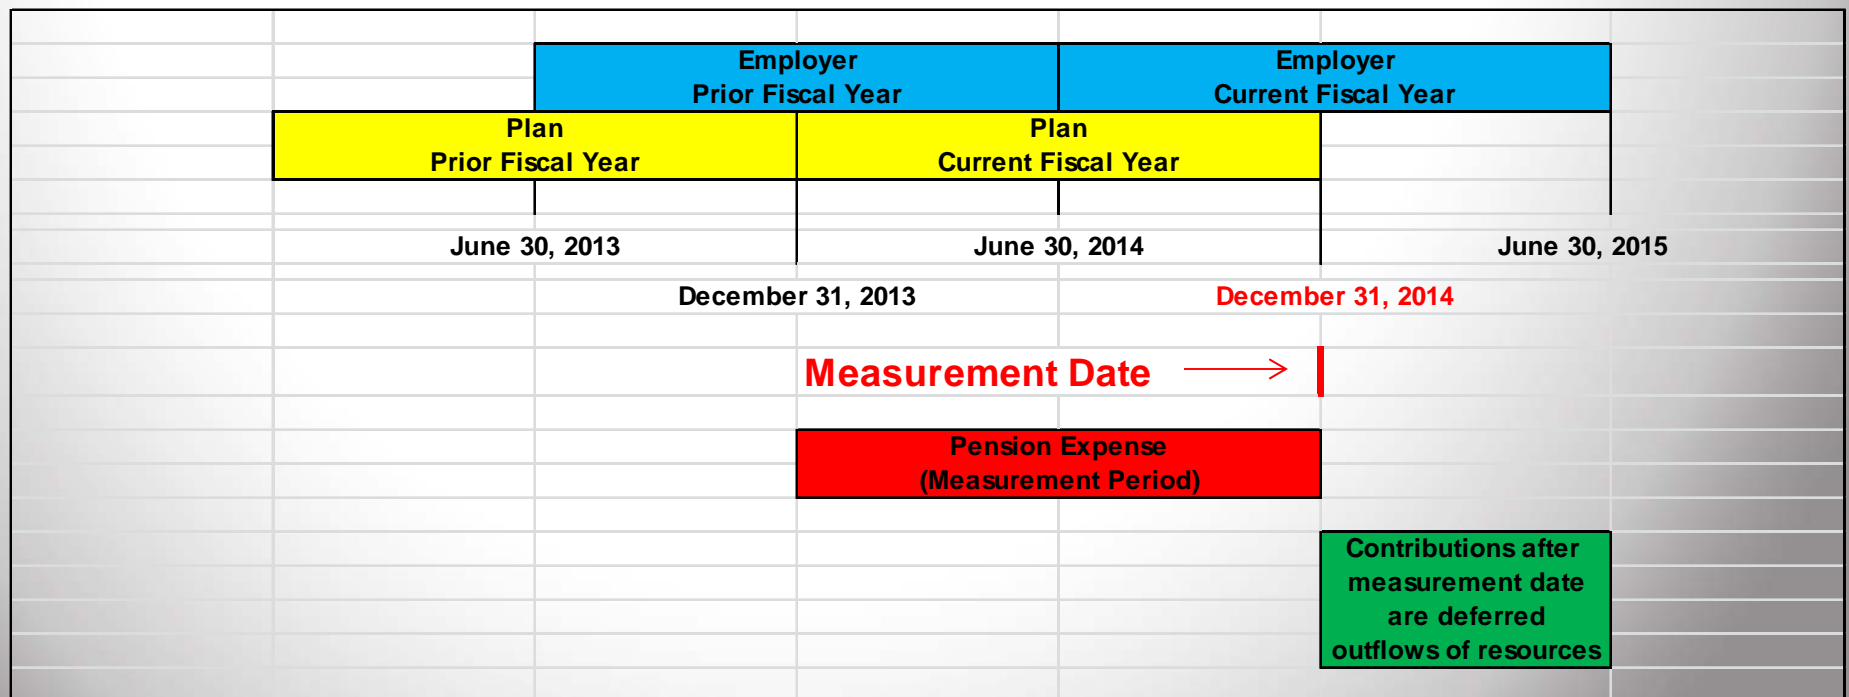 Employer
Prior Fiscal Year
Employer
Current Fiscal Year
Plan
Prior Fiscal Year
Plan
Current Fiscal Year
June 30, 2013
June 30, 2014
June 30, 2015
December 31, 2013
December 31, 2014
Measurement Date
Pension Expense
(Measurement Period)
Contributions after
measurement date
are deferred
outflows of resources